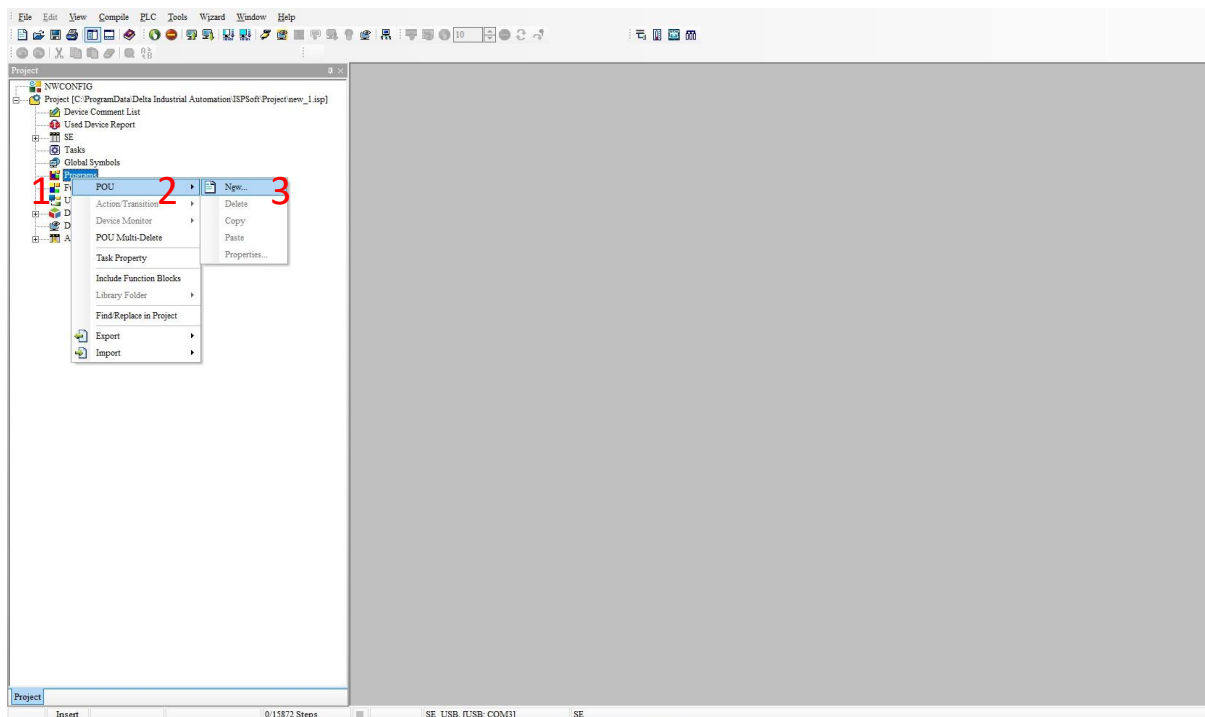 File Edit View Compile PLC Tools Wizard Window Help
10
Project
NWCONFIG
Project [C:\ProgramData\Delta Industrial Automation\ISPSoft\Project\new_1.isp]
Device Comment List
Used Device Report
SE
Tasks
Global Symbols
Programs
1 F POU 2 New... 3
U Action/Transition Delete
D Device Monitor Copy
D
A POU Multi-Delete Paste
Task Property Properties...
Include Function Blocks
Library Folder
Find/Replace in Project
Export
Import
Project
Insert 0/15872 Steps SE_USB, [USB: COM3] SE